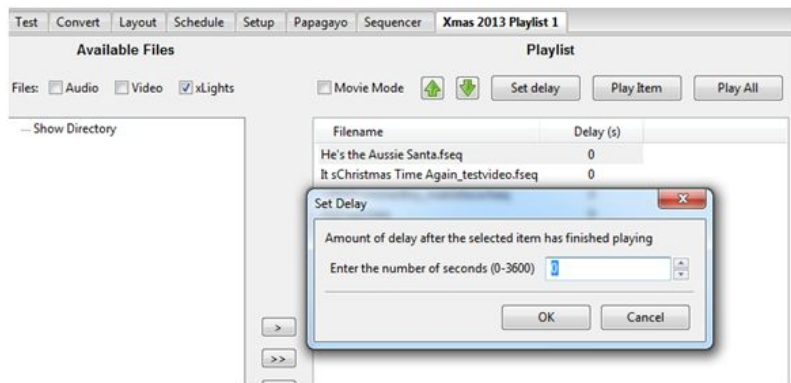 Test Convert Layout Schedule Setup Papagayo Sequencer Xmas 2013 Playlist 1
Available Files Playlist
Files: Audio Video xLights Movie Mode Set delay Play Item Play All
Show Directory
Filename Delay (s)
He's the Aussie Santa.fseq 0
It sChristmas Time Again_testvideo.fseq 0
Set Delay
Amount of delay after the selected item has finished playing
Enter the number of seconds (0-3600) 0
OK Cancel
>
>>